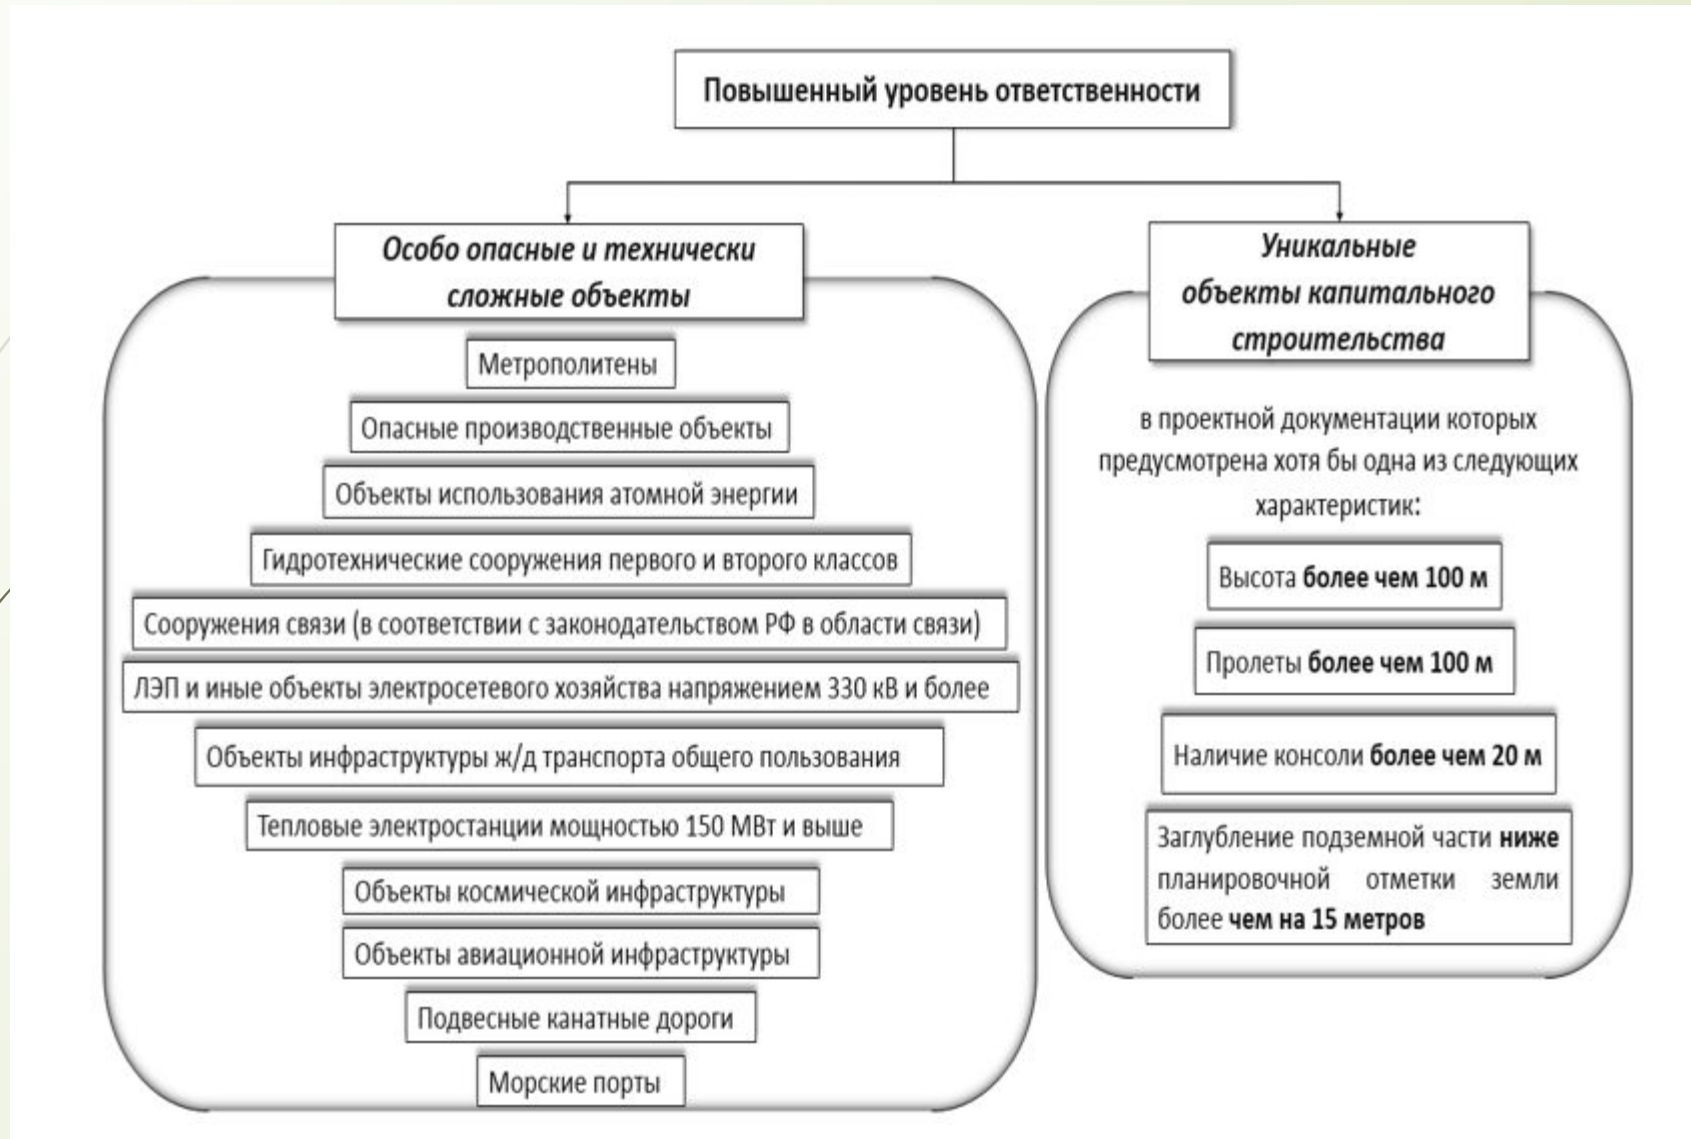 Повышенный уровень ответственности
Особо опасные и технически
сложные объекты
Метрополитены
Опасные производственные объекты
Объекты использования атомной энергии
Гидротехнические сооружения первого и второго классов
Сооружения связи (в соответствии с законодательством РФ в области связи)
ЛЭП и иные объекты электросетевого хозяйства напряжением 330 кВ и более
Объекты инфраструктуры ж/д транспорта общего пользования
Тепловые электростанции мощностью 150 МВт и выше
Объекты космической инфраструктуры
Объекты авиационной инфраструктуры
Подвесные канатные дороги
Морские порты
Уникальные
объекты капитального
строительства
в проектной документации которых
предусмотрена хотя бы одна из следующих
характеристик:
Высота более чем 100 м
Пролеты более чем 100 м
Наличие консоли более чем 20 м
Заглубление подземной части ниже
планировочной отметки земли
более чем на 15 метров